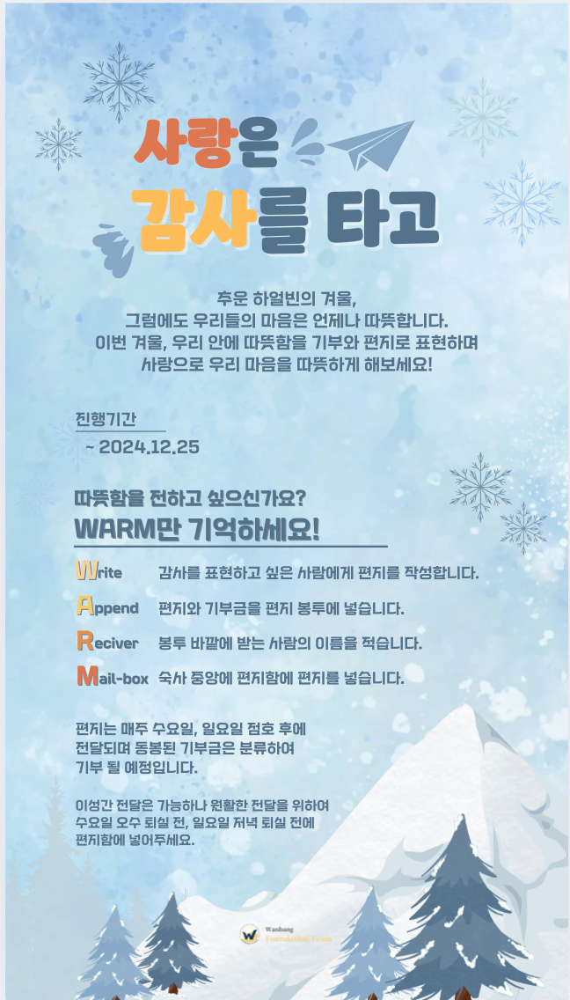 사랑은
감사를 타고
추운 하얼빈의 겨울,
그럼에도 우리들의 마음은 언제나 따뜻합니다.
이번 겨울, 우리 안에 따뜻함을 기부와 편지로 표현하며
사랑으로 우리 마음을 따뜻하게 해보세요!
진행기간
~ 2024.12.25
따뜻함을 전하고 싶으신가요?
WARM만 기억하세요!
Write 감사를 표현하고 싶은 사람에게 편지를 작성합니다.
Append 편지와 기부금을 편지 봉투에 넣습니다.
Reciver 봉투 바깥에 받는 사람의 이름을 적습니다.
Mail-box 숙사 중앙에 편지함에 편지를 넣습니다.
편지는 매주 수요일, 일요일 점호 후에
전달되며 동봉된 기부금은 분류하여
기부 될 예정입니다.
이성간 전달은 가능하나 원활한 전달을 위하여
수요일 오수 퇴실 전, 일요일 저녁 퇴실 전에
편지함에 넣어주세요.
W
Wanbang
Foundation Team